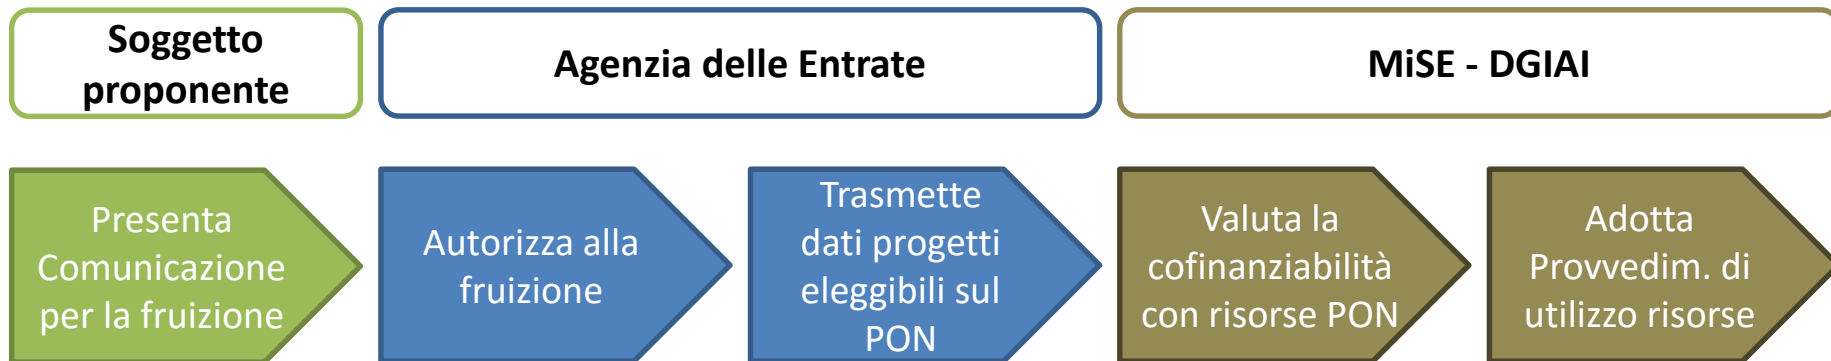 Soggetto
proponente
Agenzia delle Entrate
MiSE - DGIAI
Presenta
Comunicazione
per la fruizione
Autorizza alla
fruizione
Trasmette
dati progetti
eleggibili sul
PON
Valuta la
cofinanziabilità
con risorse PON
Adotta
Provvedim. di
utilizzo risorse